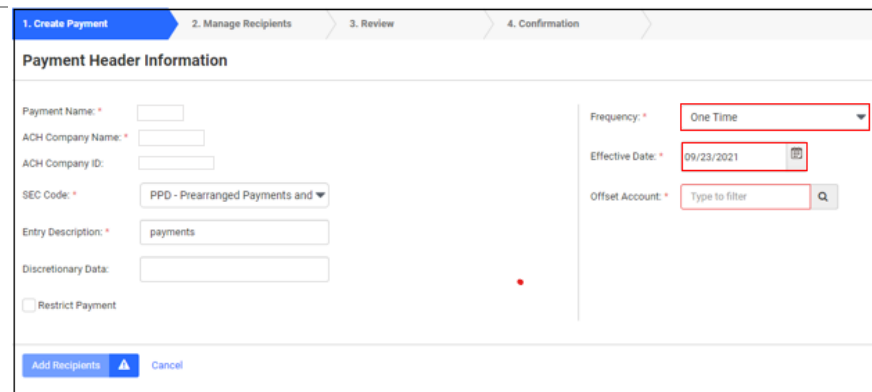 1. Create Payment 2. Manage Recipients 3. Review 4. Confirmation
Payment Header Information
Payment Name: *
ACH Company Name: *
ACH Company ID:
SEC Code: * PPD - Prearranged Payments and
Entry Description: * payments
Discretionary Data:
Restrict Payment
Frequency: * One Time
Effective Date: * 09/23/2021
Offset Account: * Type to filter
Add Recipients Cancel